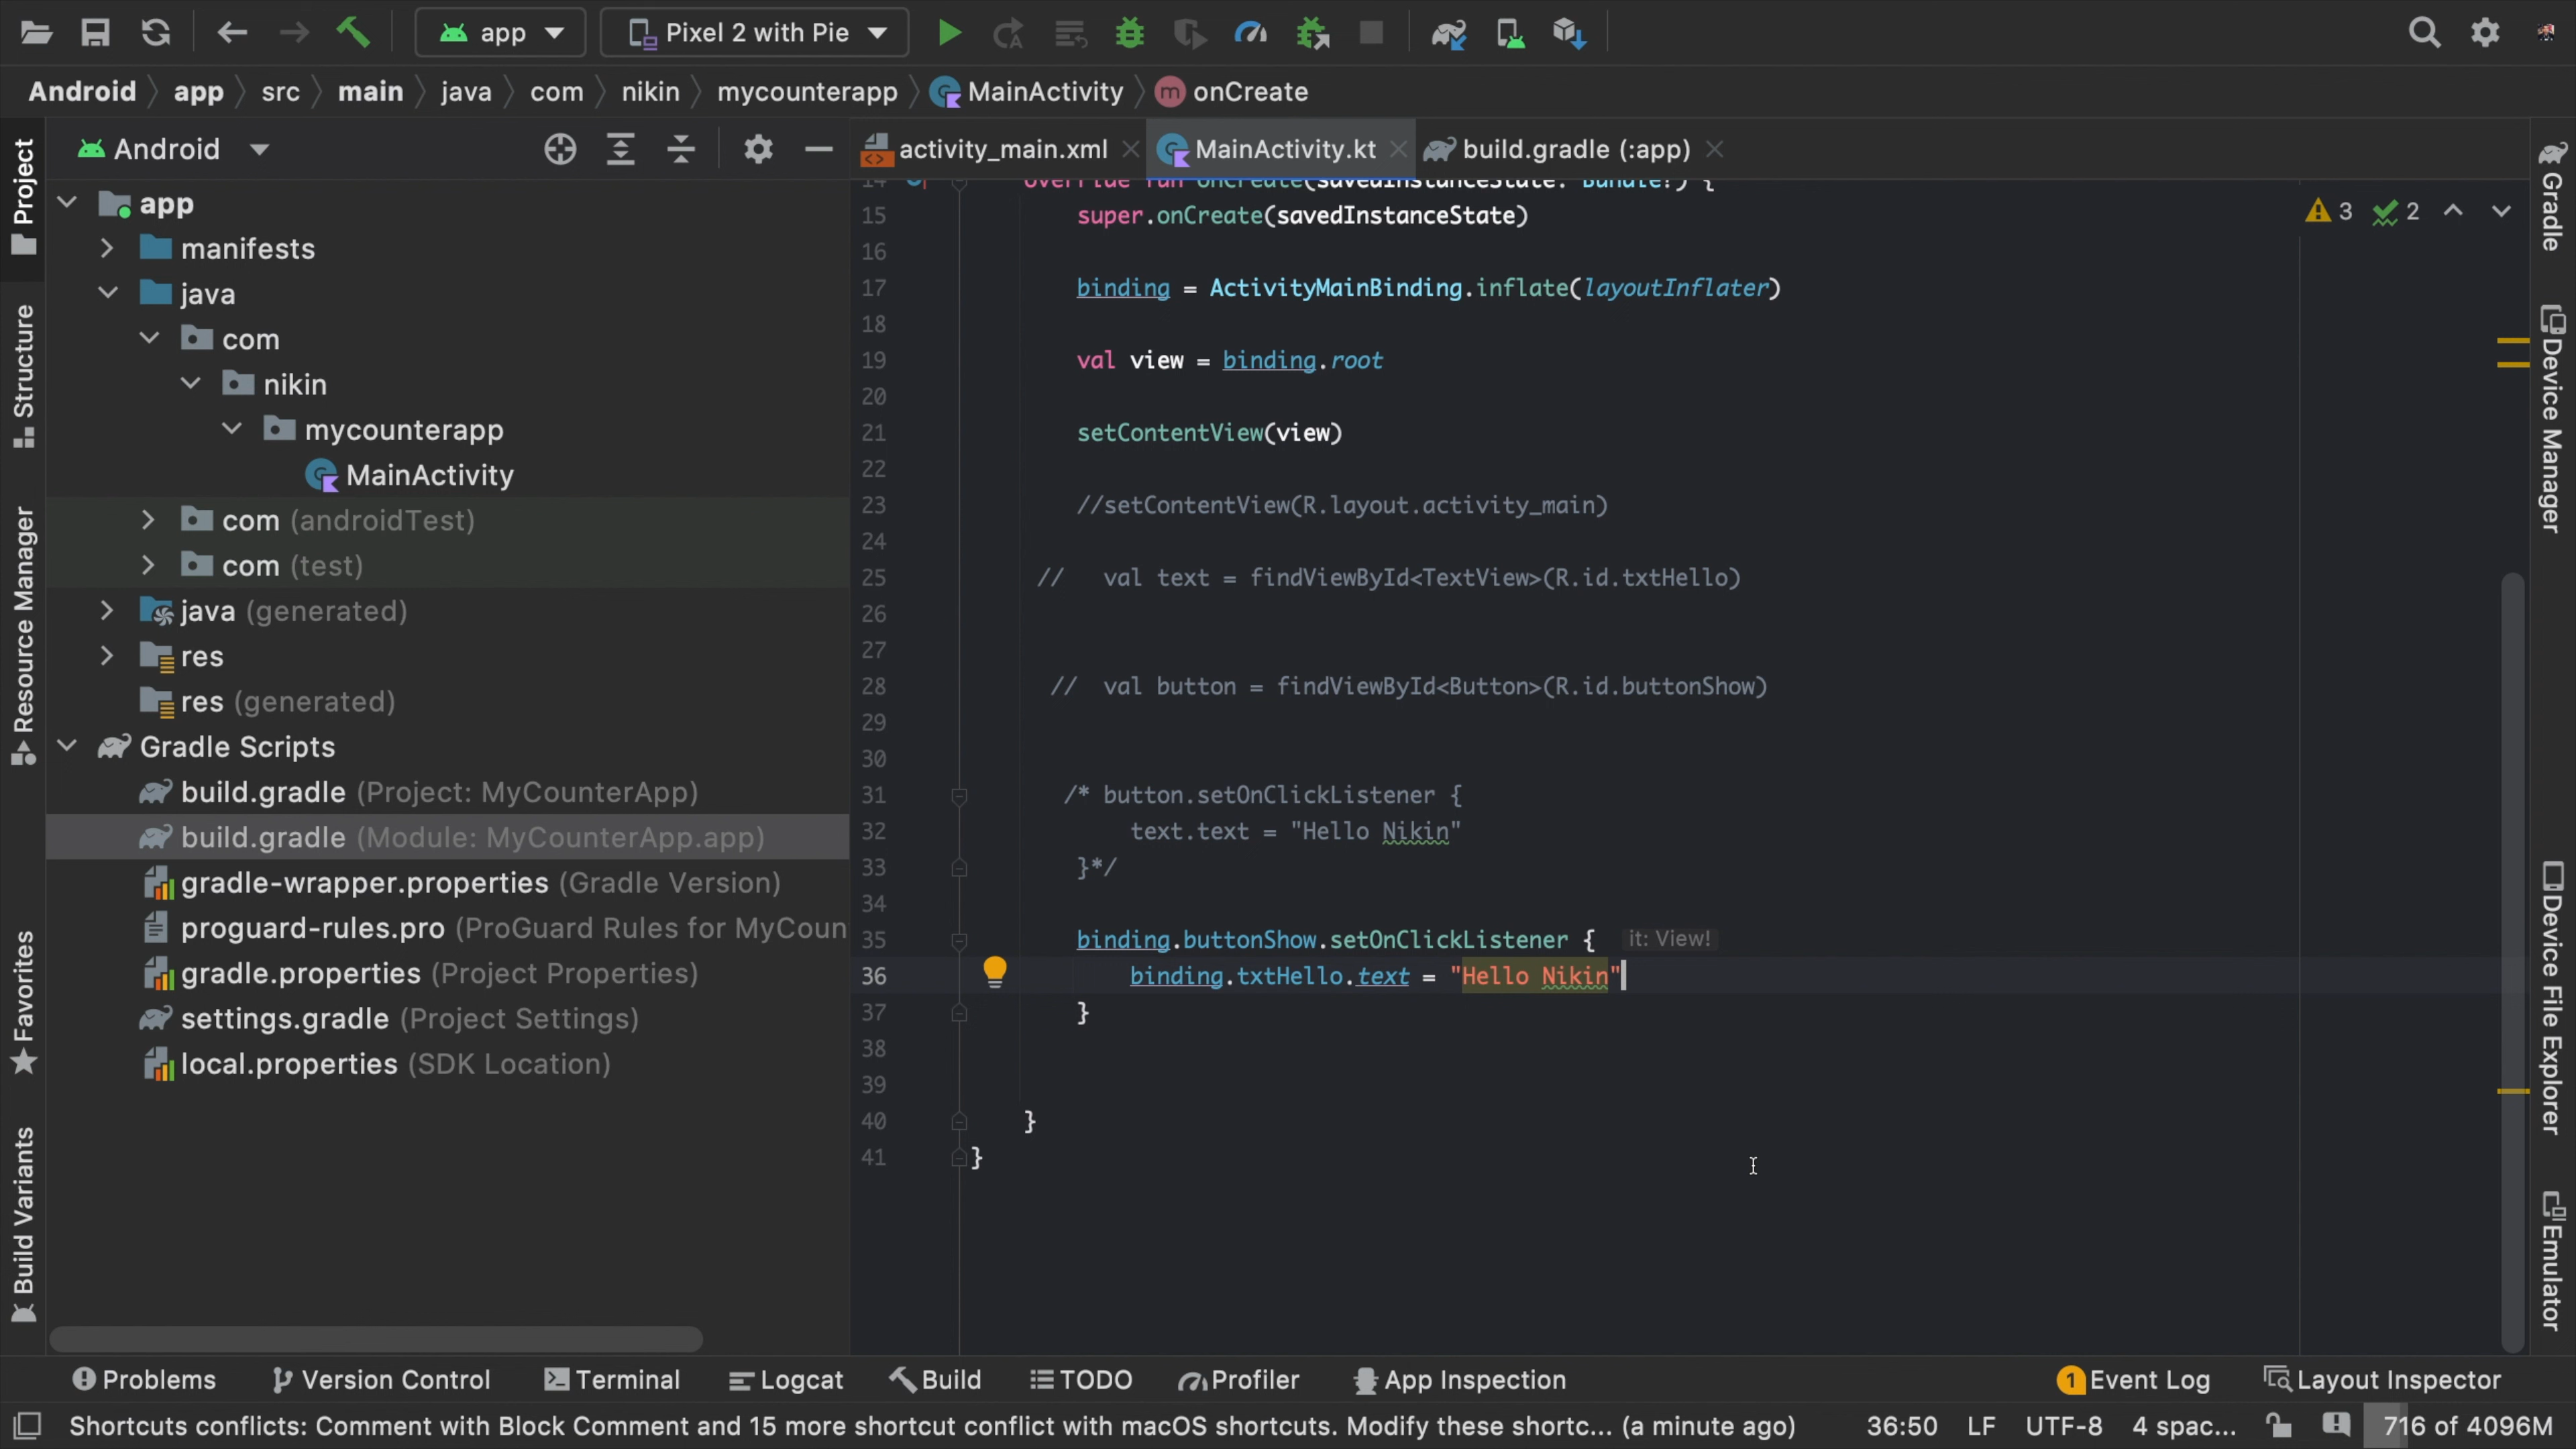 app
Pixel 2 with Pie
Android
app
src
main
java
com
nikin
mycounterapp
MainActivity
m
onCreate
Project
Structure
Resource Manager
Favorites
Build Variants
Android
app
manifests
java
com
nikin
mycounterapp
MainActivity
com (androidTest)
com (test)
java (generated)
res
res (generated)
Gradle Scripts
build.gradle (Project: MyCounterApp)
build.gradle (Module: MyCounterApp.app)
gradle-wrapper.properties (Gradle Version)
proguard-rules.pro (ProGuard Rules for MyCoun
gradle.properties (Project Properties)
settings.gradle (Project Settings)
local.properties (SDK Location)
activity_main.xml
MainActivity.kt
build.gradle (:app)
3
2
14 override fun onCreate(savedInstanceState: Bundle?) {
15 super.onCreate(savedInstanceState)
16
17 binding = ActivityMainBinding.inflate(layoutInflater)
18
19 val view = binding.root
20
21 setContentView(view)
22
23 //setContentView(R.layout.activity_main)
24
25 // val text = findViewById<TextView>(R.id.txtHello)
26
27
28 // val button = findViewById<Button>(R.id.buttonShow)
29
30
31 /* button.setOnClickListener {
32 text.text = "Hello Nikin"
33 }*/
34
35 binding.buttonShow.setOnClickListener { it: View!
36 binding.txtHello.text = "Hello Nikin"
37 }
38
39
40 }
41 }
Gradle
Device Manager
Device File Explorer
Emulator
Problems
Version Control
Terminal
Logcat
Build
TODO
Profiler
App Inspection
1 Event Log
Layout Inspector
Shortcuts conflicts: Comment with Block Comment and 15 more shortcut conflict with macOS shortcuts. Modify these shortc... (a minute ago)
36:50
LF
UTF-8
4 spac...
716 of 4096M